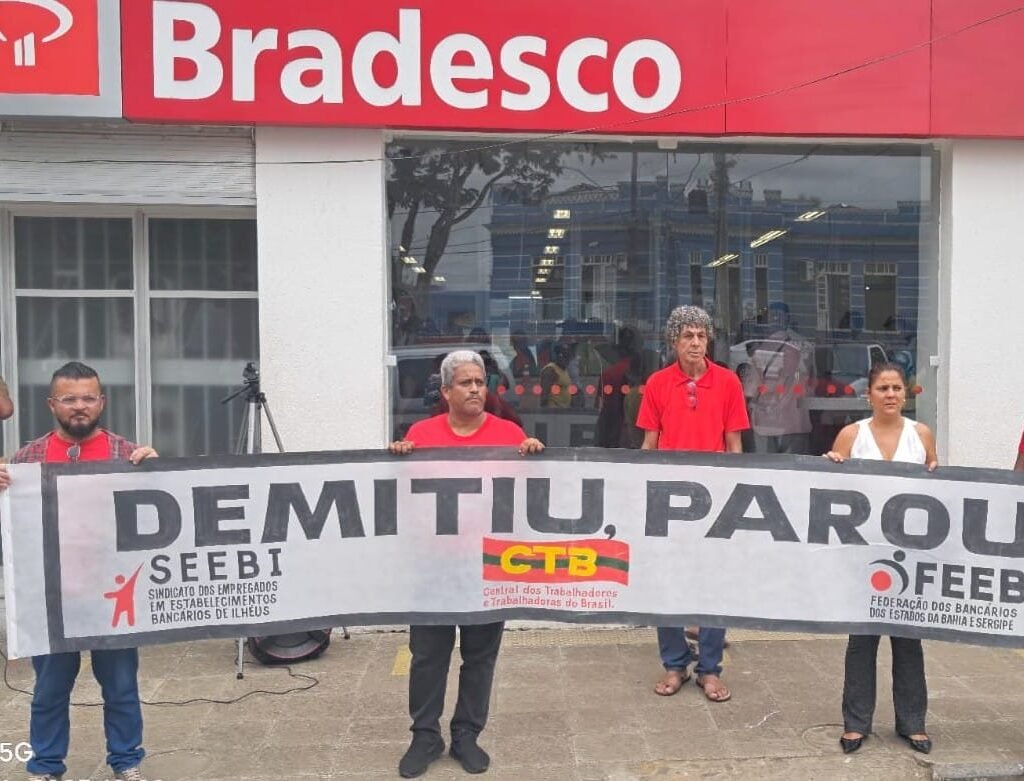 Bradesco
DEMITIU, PAROU
SEEBI
SINDICATO DOS EMPREGADOS
EM ESTABELECIMENTOS
BANCÁRIOS DE ILHÉUS
CTB
Central dos Trabalhadores
e Trabalhadoras do Brasil.
FEEB
FEDERAÇÃO DOS BANCÁRIOS
DOS ESTADOS DA BAHIA E SERGIPE
5G